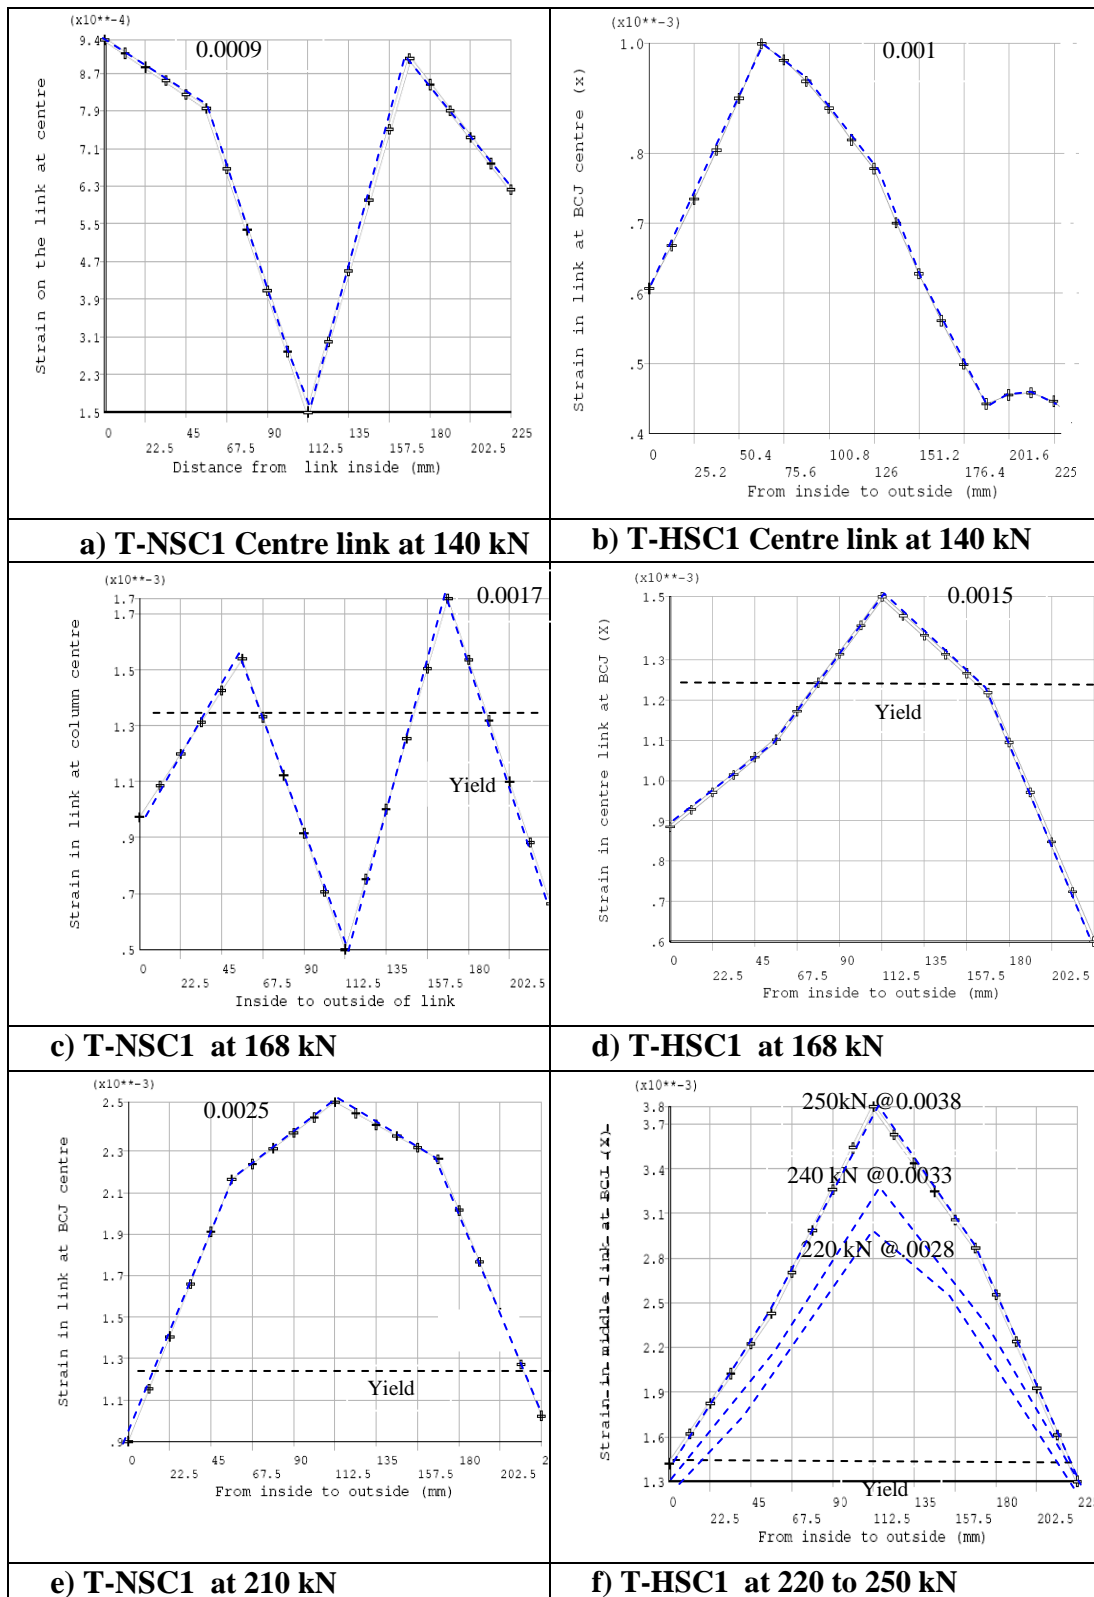 (x10**-4)
9.4
8.7
7.9
7.1
6.3
5.5
4.7
3.9
3.1
2.3
1.5
Strain on the link at centre
0.0009
0 45 90 135 180 225
22.5 67.5 112.5 157.5 202.5
Distance from link inside (mm)
a) T-NSC1 Centre link at 140 kN
(x10**-3)
1.0
.8
.7
.6
.5
.4
Strain in link at BCJ centre (x)
0.001
0 50.4 100.8 151.2 201.6
25.2 75.6 126 176.4 225
From inside to outside (mm)
b) T-HSC1 Centre link at 140 kN
(x10**-3)
1.7
1.7
1.5
1.3
1.1
.9
.7
.5
Strain in link at column centre
0.0017
Yield
0 45 90 135 180
22.5 67.5 112.5 157.5 202.5
Inside to outside of link
c) T-NSC1 at 168 kN
(x10**-3)
1.5
1.3
1.2
1.1
1.0
.9
.8
.7
.6
Strain in centre link at BCJ (X)
0.0015
Yield
0 45 90 135 180
22.5 67.5 112.5 157.5 202.5
From inside to outside (mm)
d) T-HSC1 at 168 kN
(x10**-3)
2.5
2.3
2.1
1.9
1.7
1.5
1.3
1.1
.9
Strain in link at BCJ centre
0.0025
Yield
0 45 90 135 180
22.5 67.5 112.5 157.5 202.5
From inside to outside (mm)
e) T-NSC1 at 210 kN
(x10**-3)
3.8
3.7
3.4
3.1
2.8
2.5
2.2
1.9
1.6
1.3
Strain in middle link at BCJ (X)
250kN @0.0038
240 kN @0.0033
220 kN @.0028
Yield
0 45 90 135 180
22.5 67.5 112.5 157.5 202.5
From inside to outside (mm)
f) T-HSC1 at 220 to 250 kN